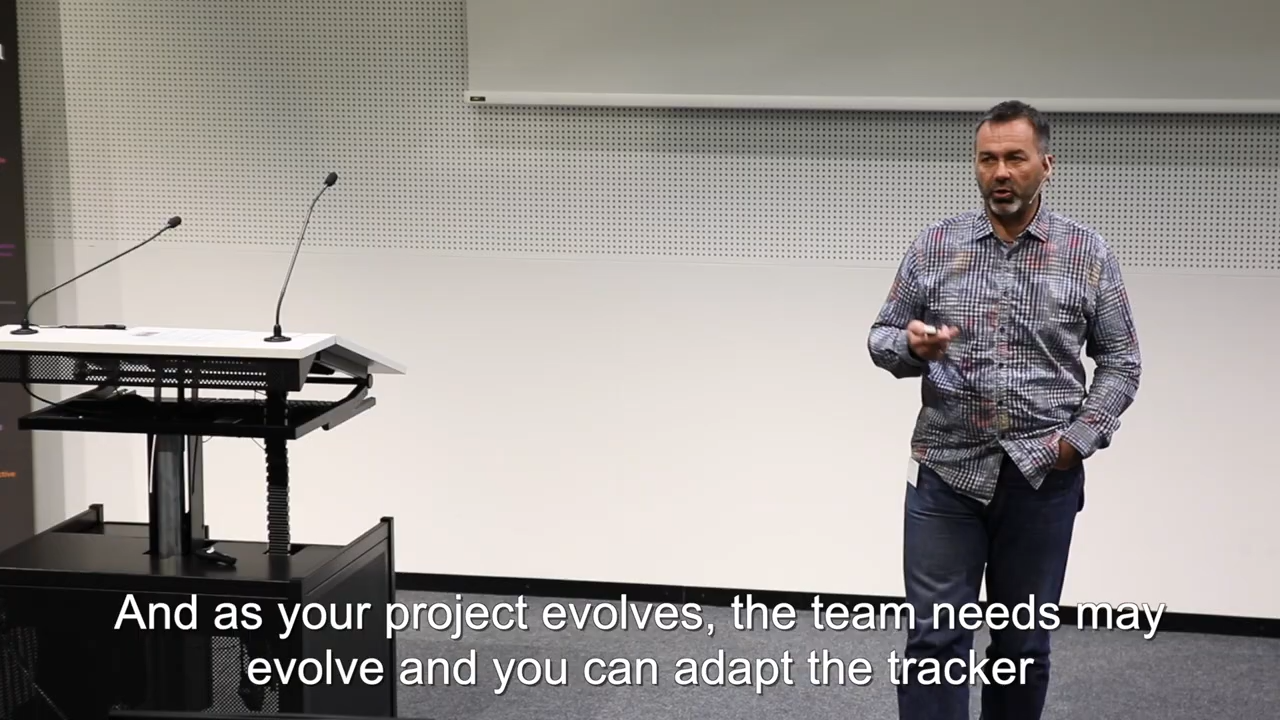 And as your project evolves, the team needs may
evolve and you can adapt the tracker